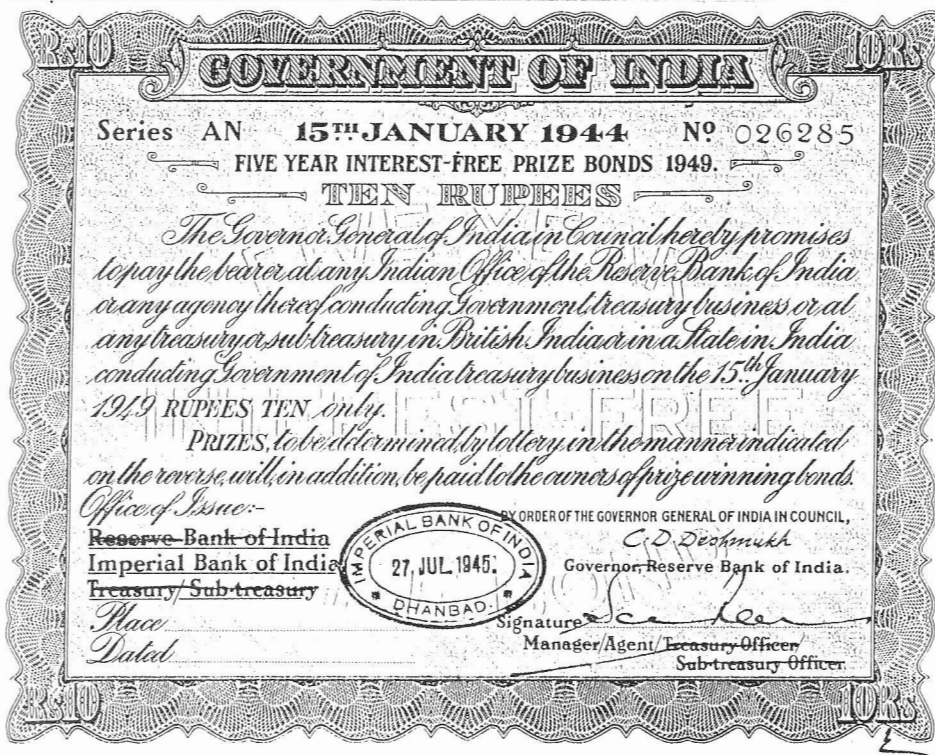 Rs10 10Rs
GOVERNMENT OF INDIA
Series AN 15TH JANUARY 1944 No 026285
FIVE YEAR INTEREST-FREE PRIZE BONDS 1949.
TEN RUPEES
The Governor General of India in Council hereby promises
to pay the bearer at any Indian Office of the Reserve Bank of India
or any agency thereof conducting Government treasury business or at
any treasury or sub-treasury in British India or in a State in India
conducting Government of India treasury business on the 15th January
1949 RUPEES TEN only.
PRIZES, to be determined by lottery in the manner indicated
on the reverse, will, in addition, be paid to the owners of prize winning bonds.
Office of Issue:-
Reserve Bank of India
Imperial Bank of India
Treasury/Sub-treasury
Place
Dated
IMPERIAL BANK OF INDIA
27 JUL 1945.
DHANBAD.
BY ORDER OF THE GOVERNOR GENERAL OF INDIA IN COUNCIL,
C.D. Deshmukh
Governor, Reserve Bank of India.
Signature
Manager/Agent/Treasury Officer/
Sub-treasury Officer
Rs10 10Rs